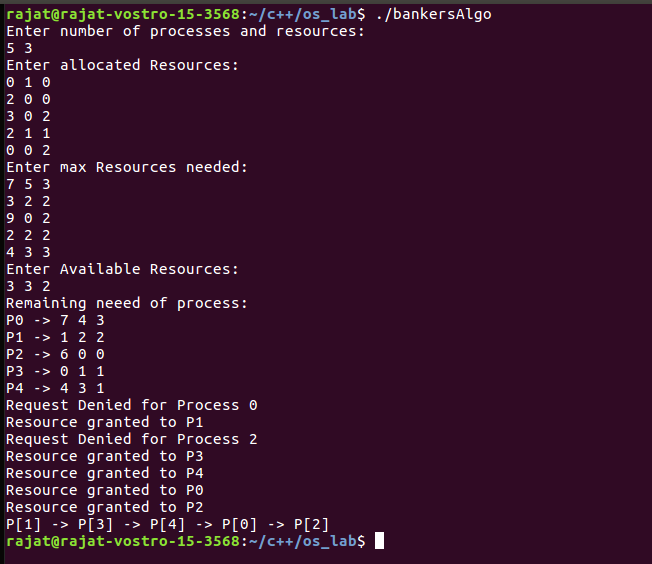 rajat@rajat-vostro-15-3568:~/c++/os_lab$ ./bankersAlgo
Enter number of processes and resources:
5 3
Enter allocated Resources:
0 1 0
2 0 0
3 0 2
2 1 1
0 0 2
Enter max Resources needed:
7 5 3
3 2 2
9 0 2
2 2 2
4 3 3
Enter Available Resources:
3 3 2
Remaining neeed of process:
P0 -> 7 4 3
P1 -> 1 2 2
P2 -> 6 0 0
P3 -> 0 1 1
P4 -> 4 3 1
Request Denied for Process 0
Resource granted to P1
Request Denied for Process 2
Resource granted to P3
Resource granted to P4
Resource granted to P0
Resource granted to P2
P[1] -> P[3] -> P[4] -> P[0] -> P[2]
rajat@rajat-vostro-15-3568:~/c++/os_lab$